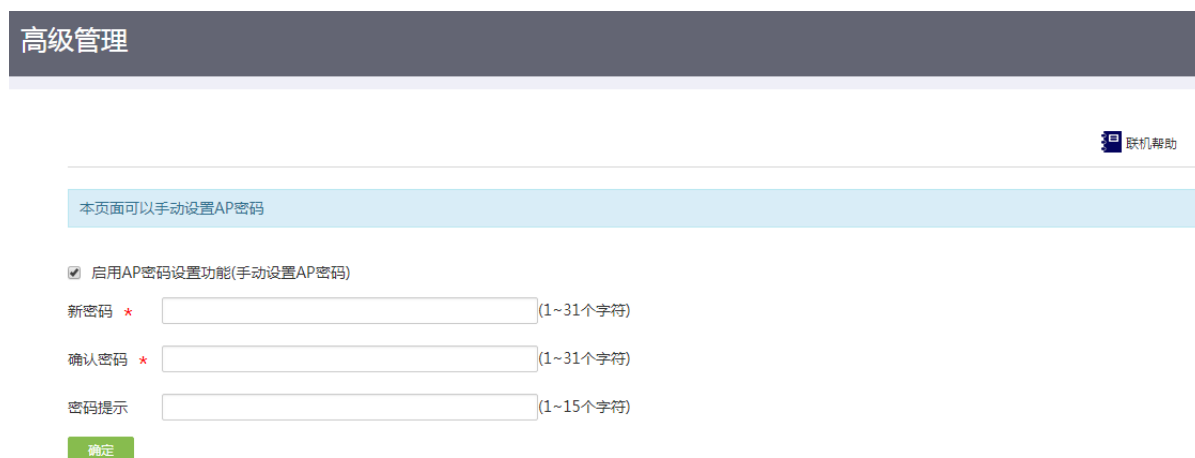 高级管理
联机帮助
本页面可以手动设置AP密码
启用AP密码设置功能(手动设置AP密码)
新密码 * (1~31个字符)
确认密码 * (1~31个字符)
密码提示 (1~15个字符)
确定